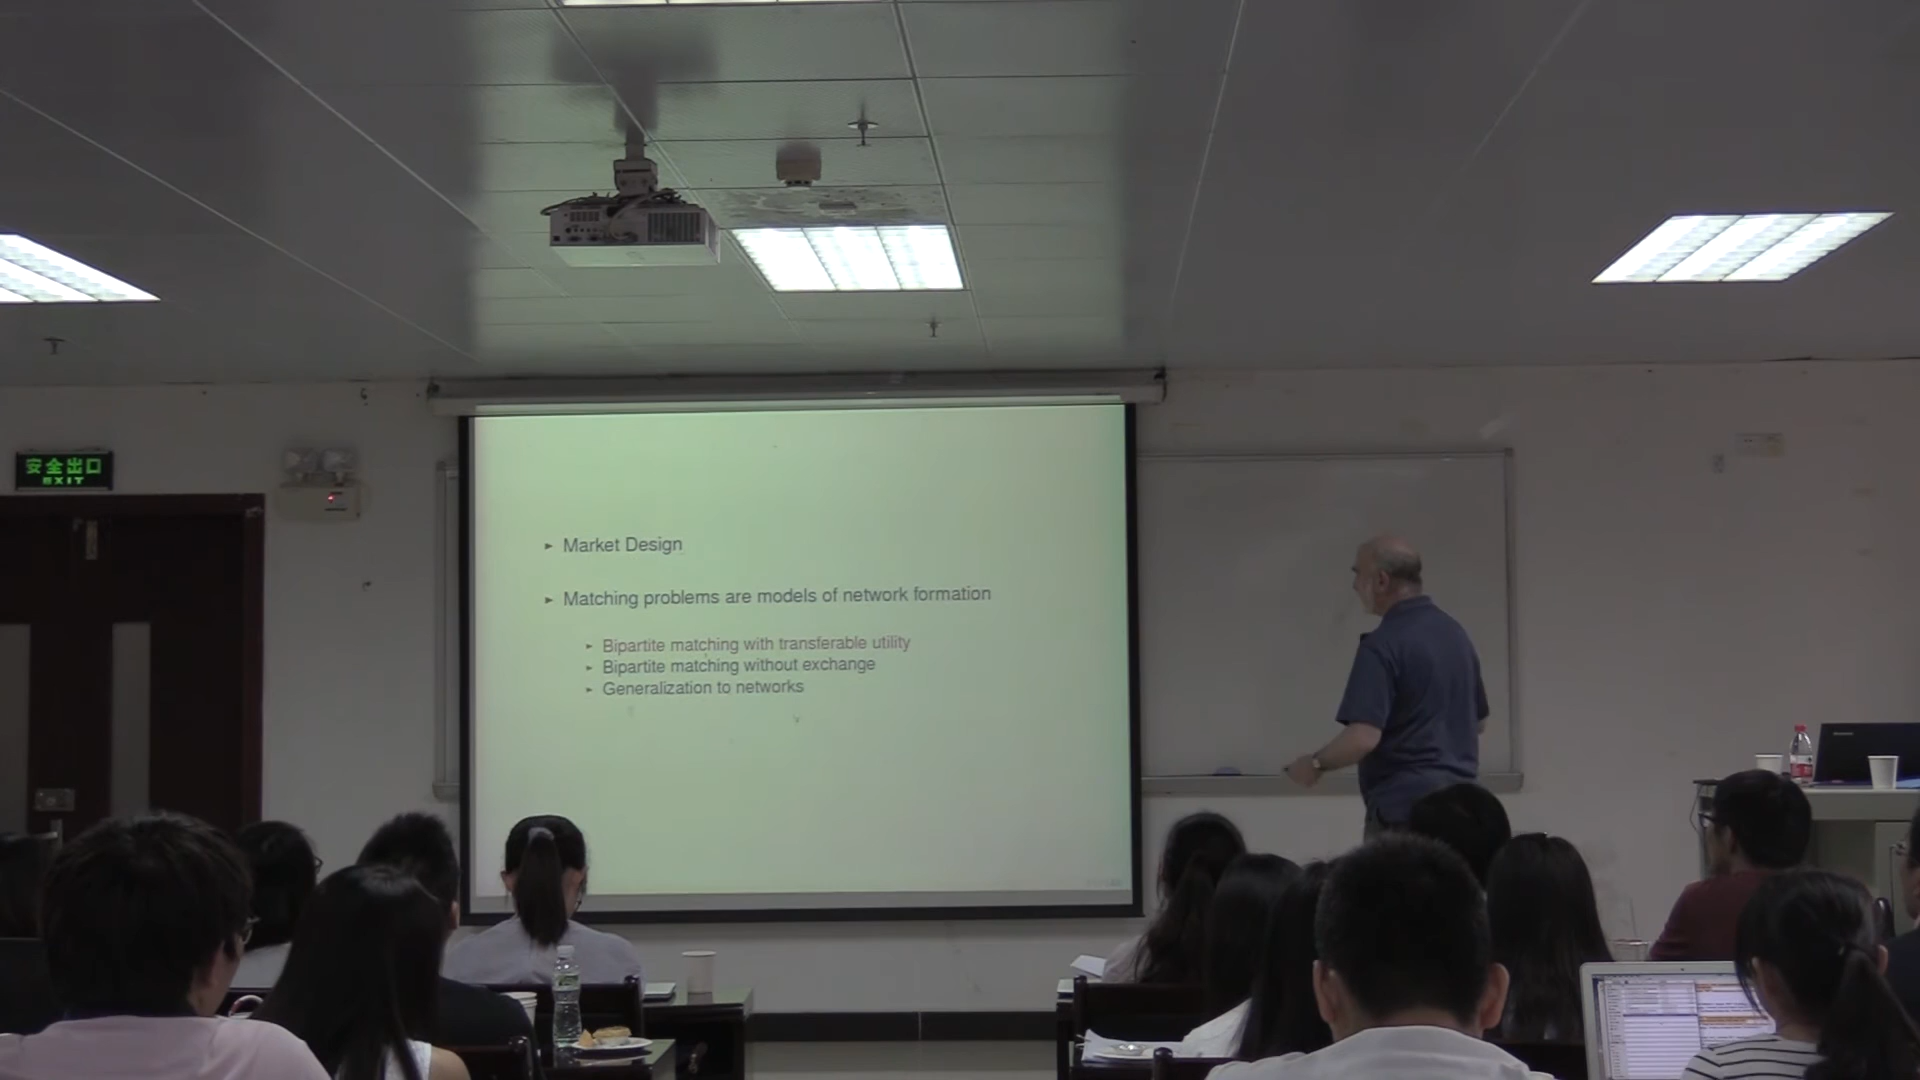 安全出口
EXIT
► Market Design
► Matching problems are models of network formation
► Bipartite matching with transferable utility
► Bipartite matching without exchange
► Generalization to networks